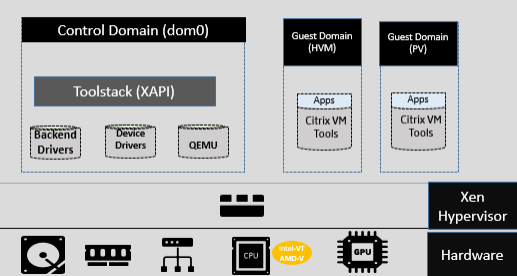 Control Domain (dom0)
Toolstack (XAPI)
Backend
Drivers
Device
Drivers
QEMU
Guest Domain
(HVM)
Apps
Citrix VM
Tools
Guest Domain
(PV)
Apps
Citrix VM
Tools
Xen
Hypervisor
CPU
Intel-VT
AMD-V
GPU
Hardware